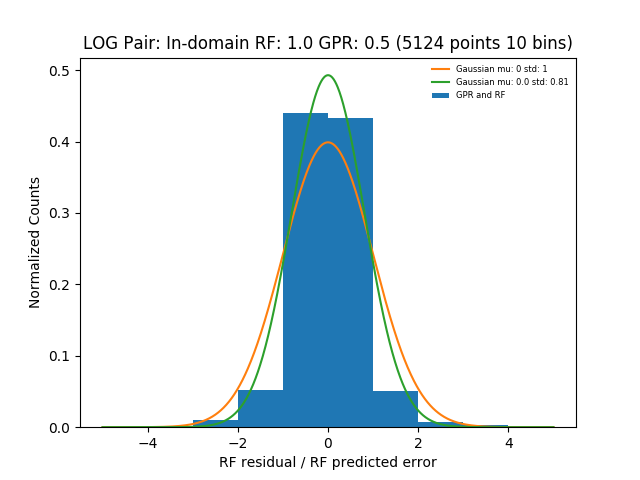 LOG Pair: In-domain RF: 1.0 GPR: 0.5 (5124 points 10 bins)
Gaussian mu: 0 std: 1
Gaussian mu: 0.0 std: 0.81
GPR and RF
Normalized Counts
0.5
0.4
0.3
0.2
0.1
0.0
−4 −2 0 2 4
RF residual / RF predicted error